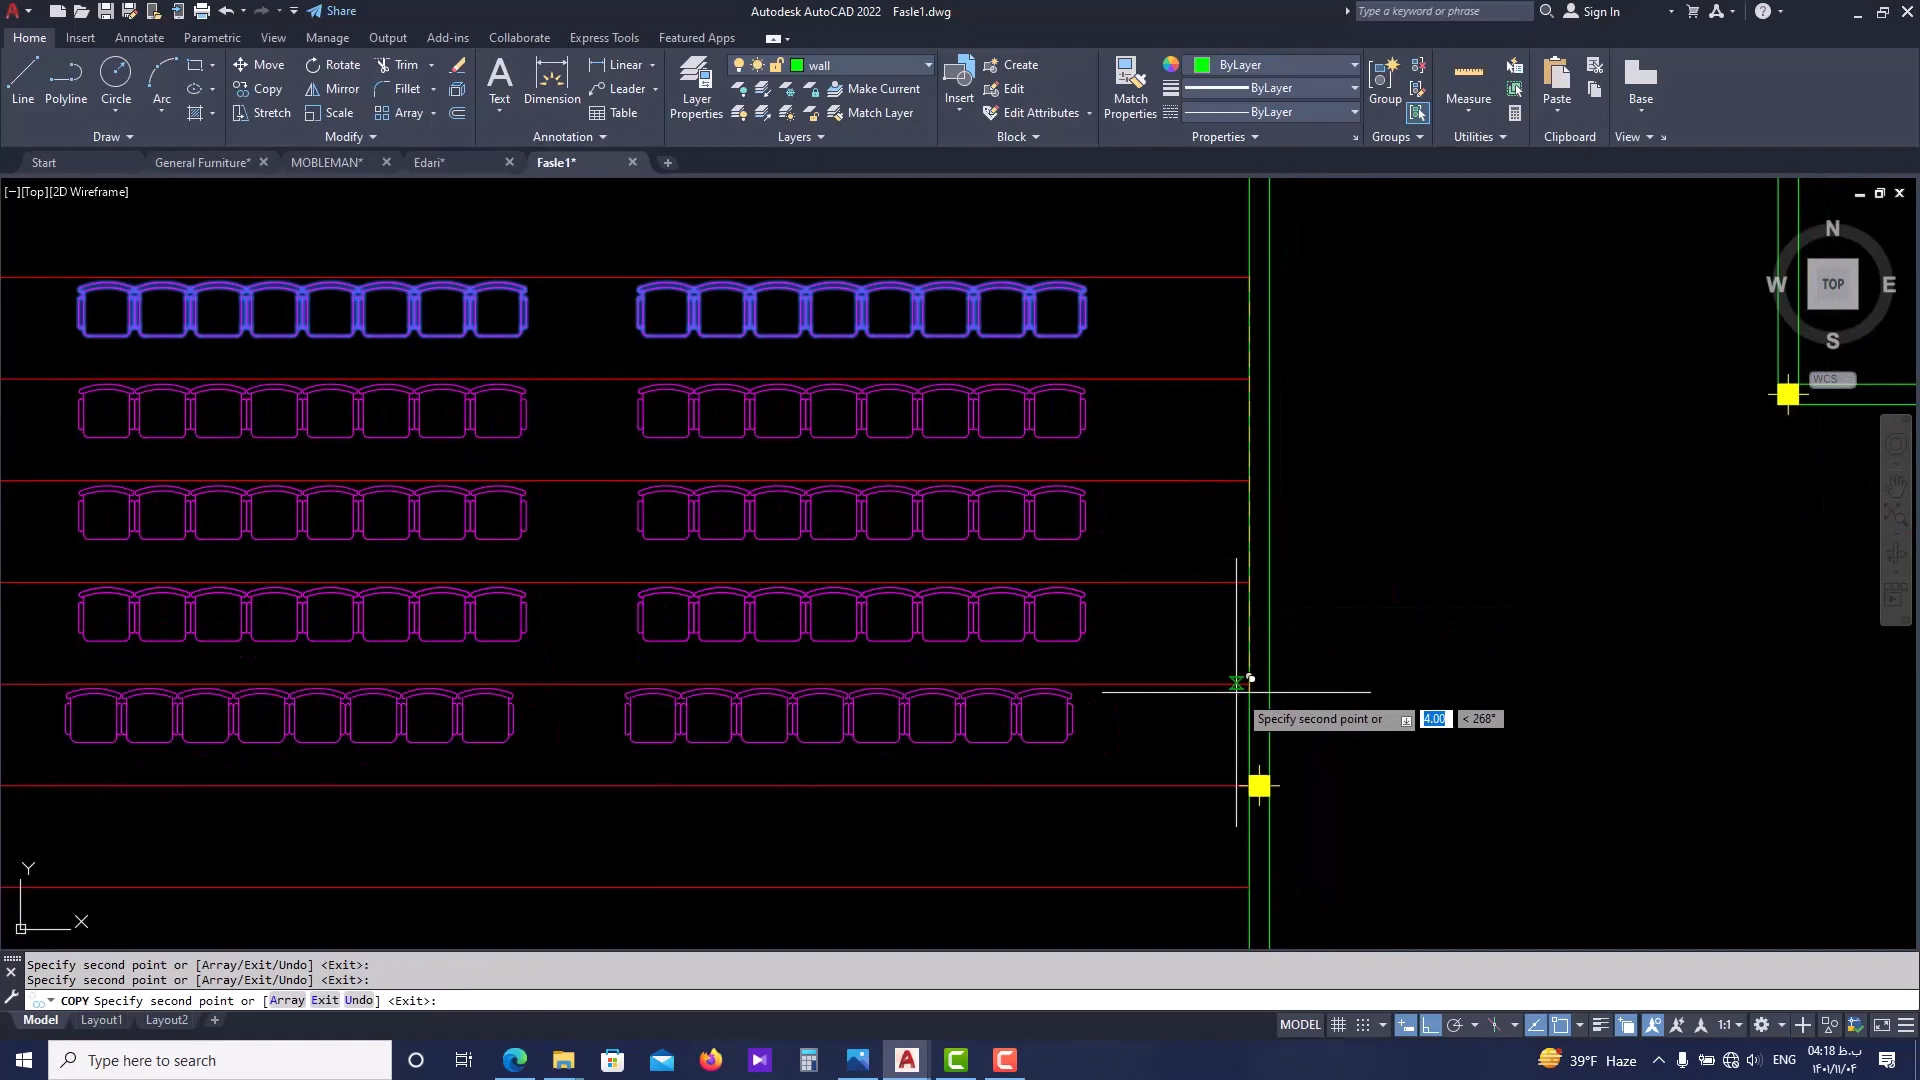 Share
Autodesk AutoCAD 2022 Fasle1.dwg
Type a keyword or phrase
Sign In
Home Insert Annotate Parametric View Manage Output Add-ins Collaborate Express Tools Featured Apps
Line Polyline Circle Arc
Move Rotate Trim
Copy Mirror Fillet
Stretch Scale Array
Text Dimension
Linear
Leader
Table
Layer Properties
wall
Make Current
Match Layer
Insert
Create
Edit
Edit Attributes
Match Properties
ByLayer
ByLayer
ByLayer
Group
Measure
Paste
Base
Draw Modify Annotation Layers Block Properties Groups Utilities Clipboard View
Start General Furniture* MOBLEMAN* Edari* Fasle1*
[−][Top][2D Wireframe]
N
W TOP E
S
WCS
Specify second point or 4.00 < 268°
Y
X
Specify second point or [Array/Exit/Undo] <Exit>:
Specify second point or [Array/Exit/Undo] <Exit>:
COPY Specify second point or [Array Exit Undo] <Exit>:
Model Layout1 Layout2
MODEL 1:1
Type here to search
39°F Haze
ENG
04:18 ب.ظ
۱۴۰۱/۱۱/۰۴